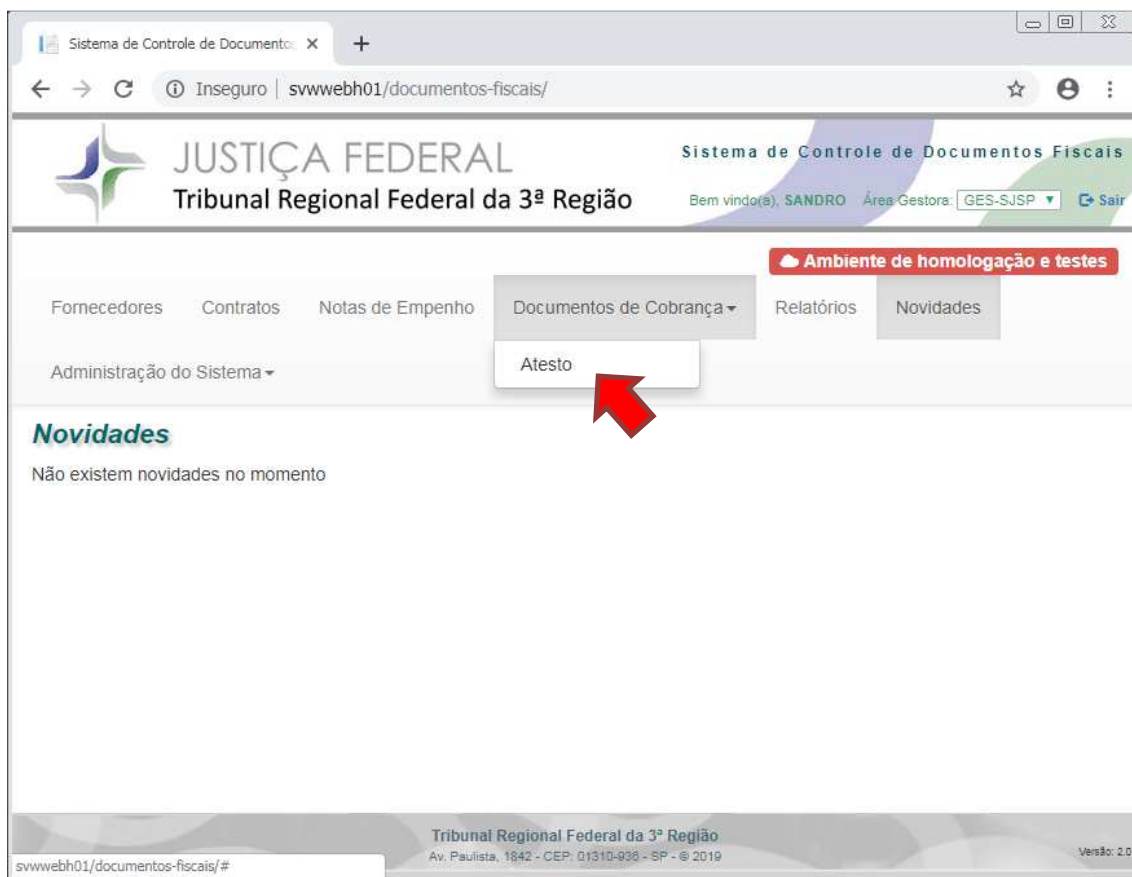 Sistema de Controle de Documento:
Inseguro | svwwebh01/documentos-fiscais/
JUSTIÇA FEDERAL
Tribunal Regional Federal da 3ª Região
Sistema de Controle de Documentos Fiscais
Bem vindo(a), SANDRO Área Gestora: GES-SJSP Sair
Ambiente de homologação e testes
Fornecedores Contratos Notas de Empenho Documentos de Cobrança Relatórios Novidades
Atesto
Administração do Sistema
Novidades
Não existem novidades no momento
Tribunal Regional Federal da 3ª Região
Av. Paulista, 1842 - CEP: 01310-936 - SP - © 2019
Versão: 2.0
svwwebh01/documentos-fiscais/#